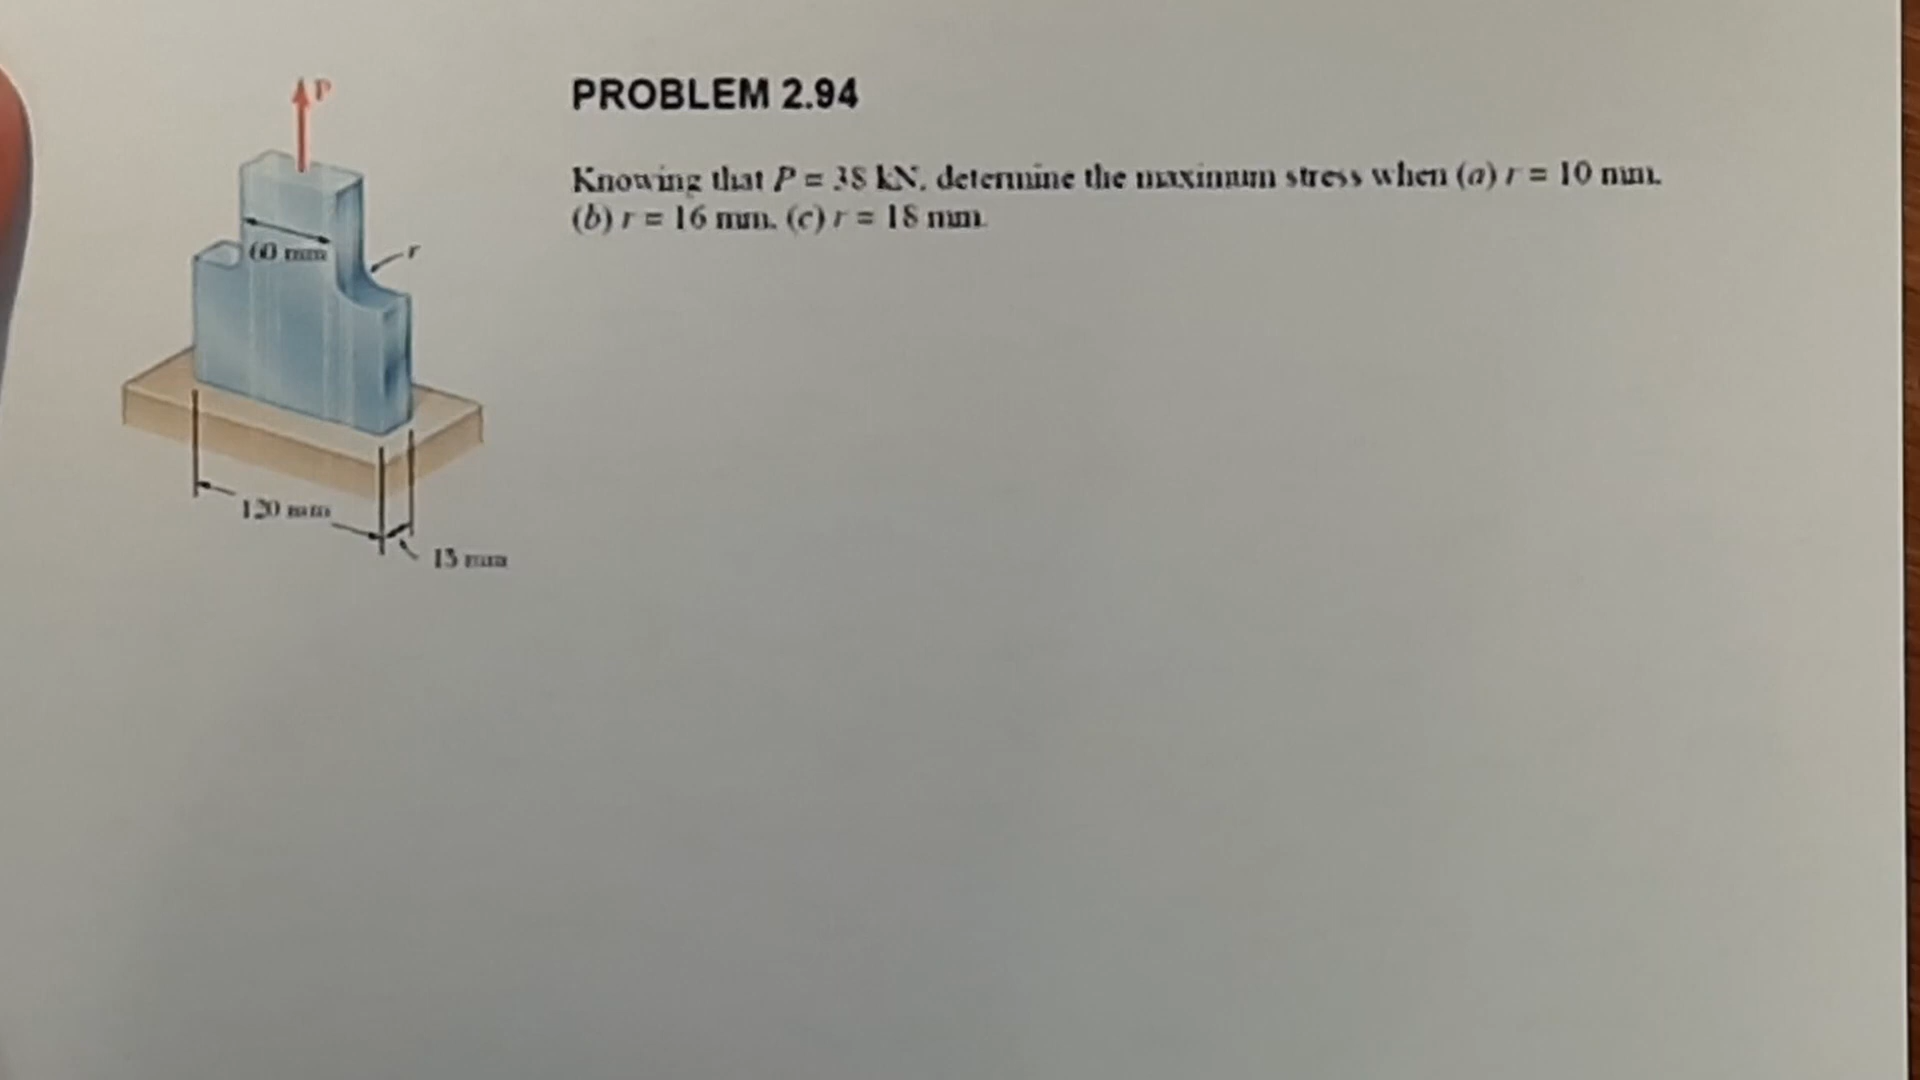 P
PROBLEM 2.94
Knowing that P = 38 kN, determine the maximum stress when (a) r = 10 mm,
(b) r = 16 mm, (c) r = 18 mm.
60 mm
r
120 mm
15 mm